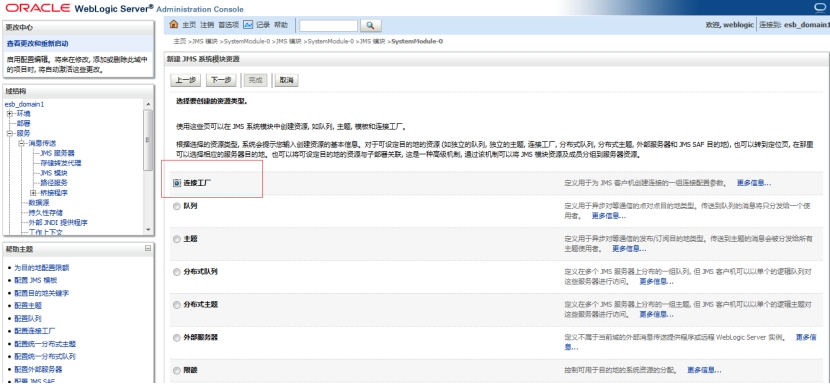 ORACLE WebLogic Server® Administration Console
更改中心
查看更改和重新启动
启用配置编辑。将来在修改, 添加或删除此域中的项目时, 将自动激活这些更改。
域结构
esb_domain1
环境
部署
服务
消息传送
JMS 服务器
存储转发代理
JMS 模块
路径服务
桥接程序
数据源
持久性存储
外部 JNDI 提供程序
工作上下文
帮助主题
为目的地配置限额
配置 JMS 模板
配置目的地关键字
配置主题
配置队列
配置连接工厂
配置统一分布式主题
配置统一分布式队列
配置外部服务器
配置 JMS SAF
主页 注销 首选项 记录 帮助
欢迎, weblogic 连接到: esb_domain1
主页 >JMS 模块 >SystemModule-0 >JMS 模块 >SystemModule-0 >JMS 模块 >SystemModule-0
新建 JMS 系统模块资源
上一步 下一步 完成 取消
选择要创建的资源类型。
使用这些页可以在 JMS 系统模块中创建资源, 如队列, 主题, 模板和连接工厂。
根据选择的资源类型, 系统会提示您输入创建资源的基本信息。对于可设定目标的资源 (如独立的队列, 独立的主题, 连接工厂, 分布式队列, 分布式主题, 外部服务器和 JMS SAF 目的地), 也可以转到定位页, 在那里
可以选择相应的服务器目的地。也可以将可设定目标的资源与子部署关联, 这是一种高级机制, 通过该机制可以将 JMS 模块资源及成员分组到服务器资源。
连接工厂 定义用于为 JMS 客户机创建连接的一组连接配置参数。 更多信息...
队列 定义用于异步对等通信的点对点目的地类型。传送到队列的消息将只分发给一个使
用者。 更多信息...
主题 定义用于异步对等通信的发布/订阅目的地类型。传送到主题的消息会被分发给所有
主题使用者。 更多信息...
分布式队列 定义在多个 JMS 服务器上分布的一组队列, 但 JMS 客户机可以以单个的逻辑队列对
这些服务器进行访问。 更多信息...
分布式主题 定义在多个 JMS 服务器上分布的一组主题, 但 JMS 客户机可以以单个的逻辑主题对
这些服务器进行访问。 更多信息...
外部服务器 定义不属于当前域的外部消息传送提供程序或远程 WebLogic Server 实例。 更多信
息...
限额 控制可用于目的地的系统资源的分配。 更多信息...